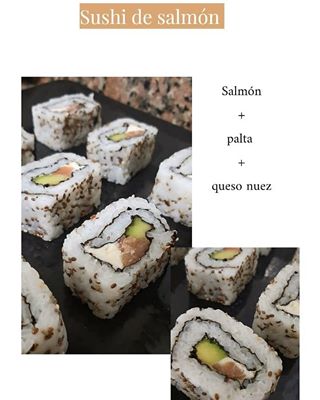 Sushi de salmón
Salmón
+
palta
+
queso nuez